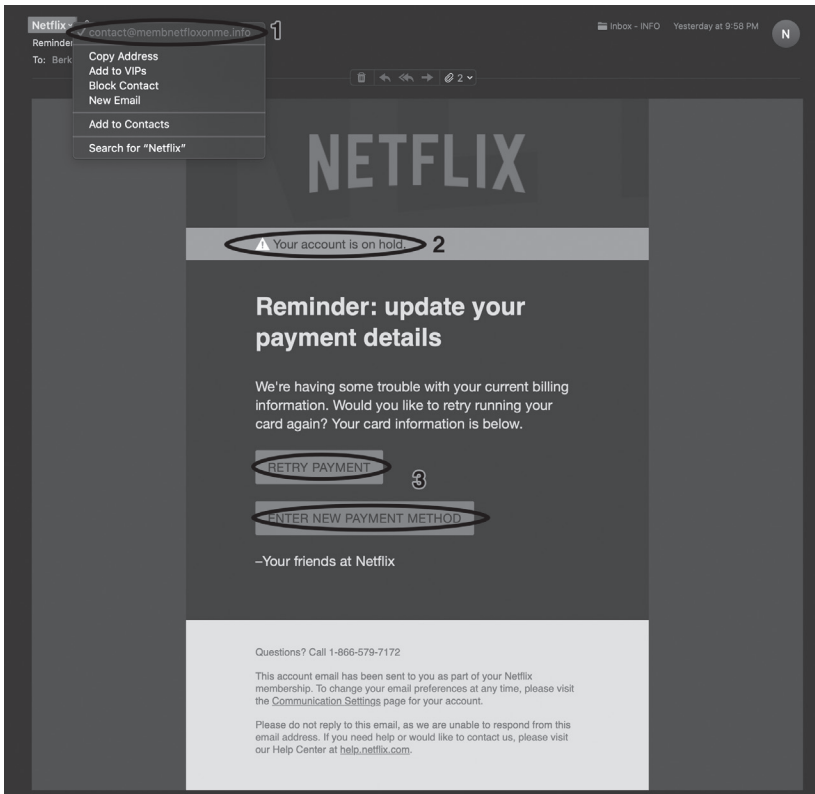 Netflix
✓ contact@membnetflioxonme.info 1
Inbox - INFO Yesterday at 9:58 PM N
Reminder
To: Berk
Copy Address
Add to VIPs
Block Contact
New Email
Add to Contacts
Search for “Netflix”
2
NETFLIX
Your account is on hold. 2
Reminder: update your
payment details
We're having some trouble with your current billing
information. Would you like to retry running your
card again? Your card information is below.
RETRY PAYMENT
3
ENTER NEW PAYMENT METHOD
–Your friends at Netflix
Questions? Call 1-866-579-7172
This account email has been sent to you as part of your Netflix
membership. To change your email preferences at any time, please visit
the Communication Settings page for your account.
Please do not reply to this email, as we are unable to respond from this
email address. If you need help or would like to contact us, please visit
our Help Center at help.netflix.com.